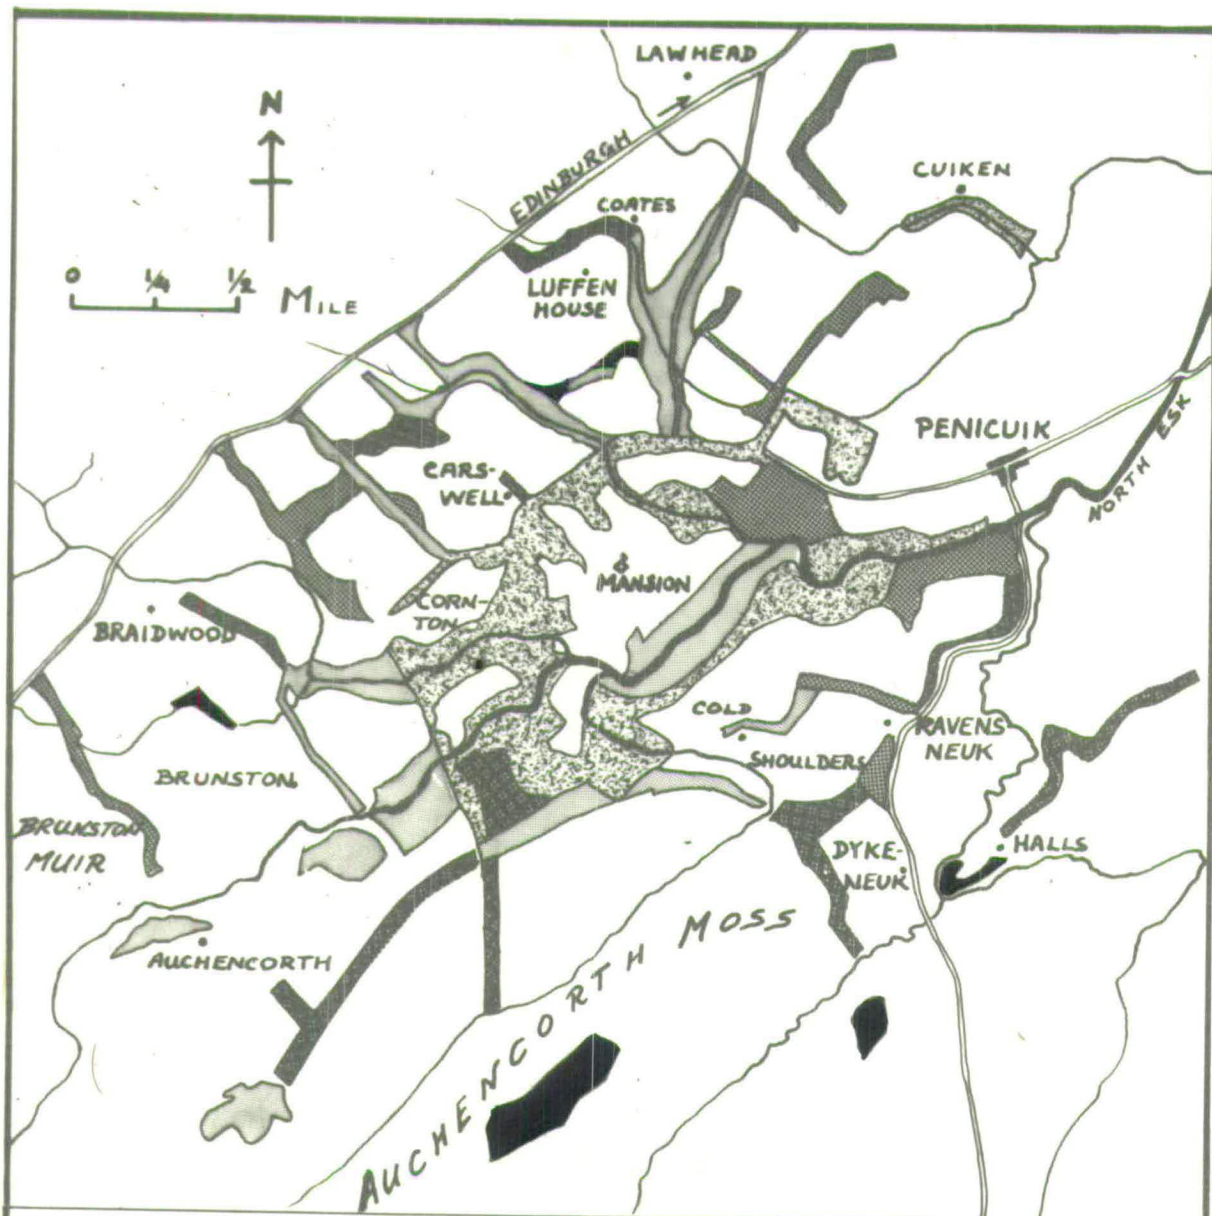 LAWHEAD
N
EDINBURGH
CUIKEN
COATES
0 1/4 1/2 MILE
LUFFEN
HOUSE
PENICUIK
NORTH ESK
CARS-
WELL
MANSION
CORN-
TON
BRAIDWOOD
COLD
SHOULDERS
RAVENS
NEUK
BRUNSTON
BRUNSTON
MUIR
DYKE-
NEUK
HALLS
AUCHENCORTH
AUCHENCORTH MOSS